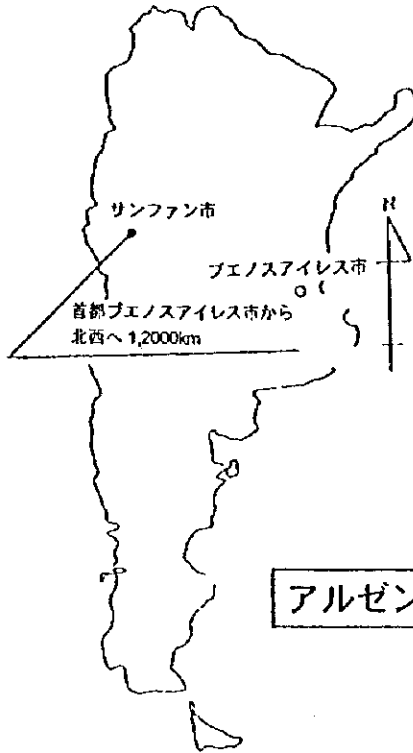 サンファン市
N
ブエノスアイレス市
首都ブエノスアイレス市から
北西へ 1,2000km
アルゼン